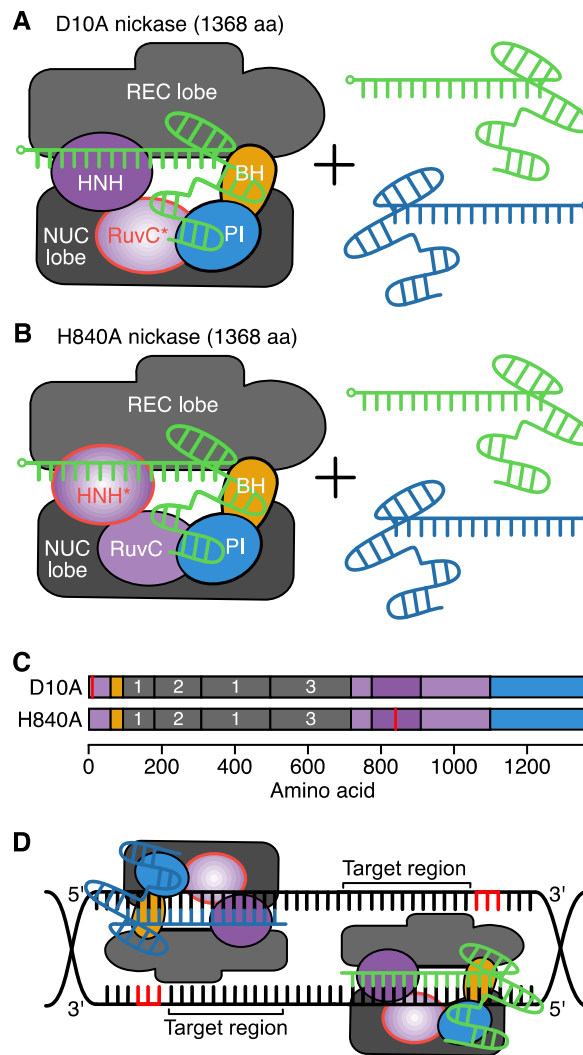 A
D10A nickase (1368 aa)
REC lobe
HNH
BH
NUC
lobe
RuvC*
PI
+
B
H840A nickase (1368 aa)
REC lobe
HNH*
BH
NUC
lobe
RuvC
PI
+
C
D10A
1 2 1 3
H840A
1 2 1 3
0 200 400 600 800 1000 1200
Amino acid
D
Target region
5' 3'
3' 5'
Target region